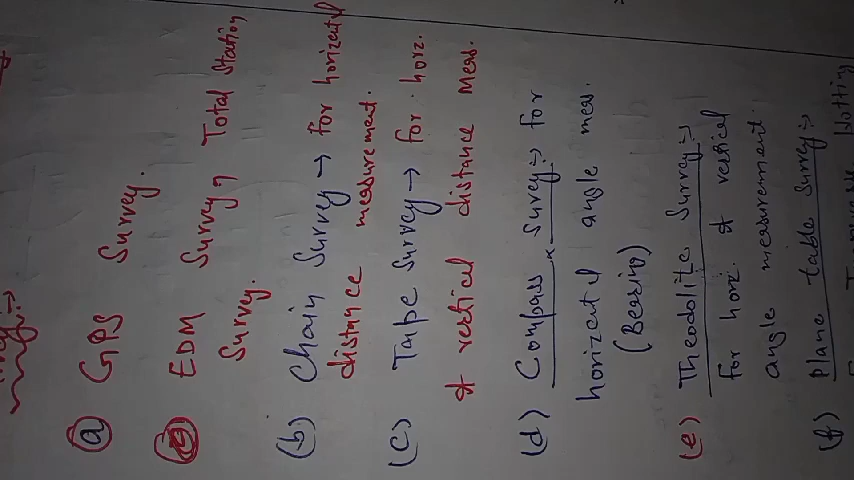 (a) GPS Survey.
EDM Survey, Total Station
Survey.
(b) Chain Survey → for horizontal
distance measurement.
(c) Tape Survey → for horz.
& vertical distance meas.
(d) Compass Survey :→ for
horizontal angle meas.
(Bearing)
(e) Theodolite Survey :→
for horz. & vertical
angle measurement.
(f) Plane table Survey :→